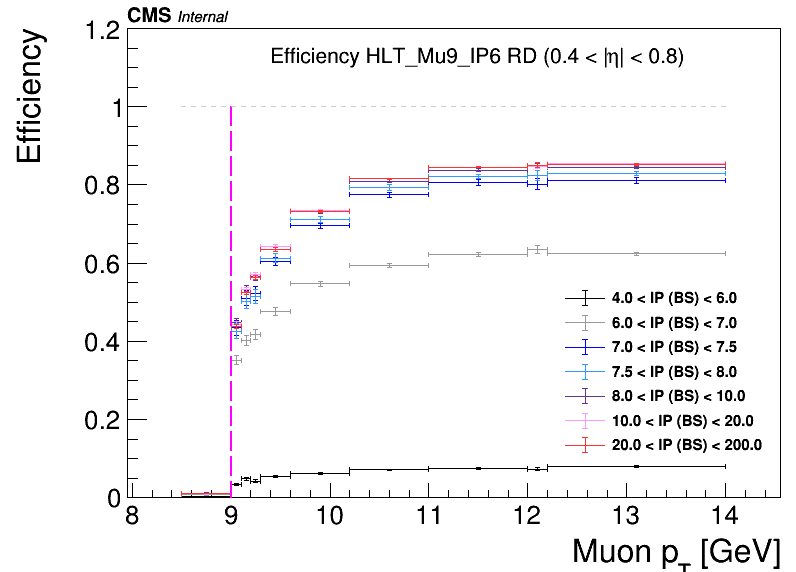 CMS Internal
Efficiency HLT_Mu9_IP6 RD (0.4 < |η| < 0.8)
Efficiency
1.2
1
0.8
0.6
0.4
0.2
0
4.0 < IP (BS) < 6.0
6.0 < IP (BS) < 7.0
7.0 < IP (BS) < 7.5
7.5 < IP (BS) < 8.0
8.0 < IP (BS) < 10.0
10.0 < IP (BS) < 20.0
20.0 < IP (BS) < 200.0
8 9 10 11 12 13 14
Muon p_T [GeV]